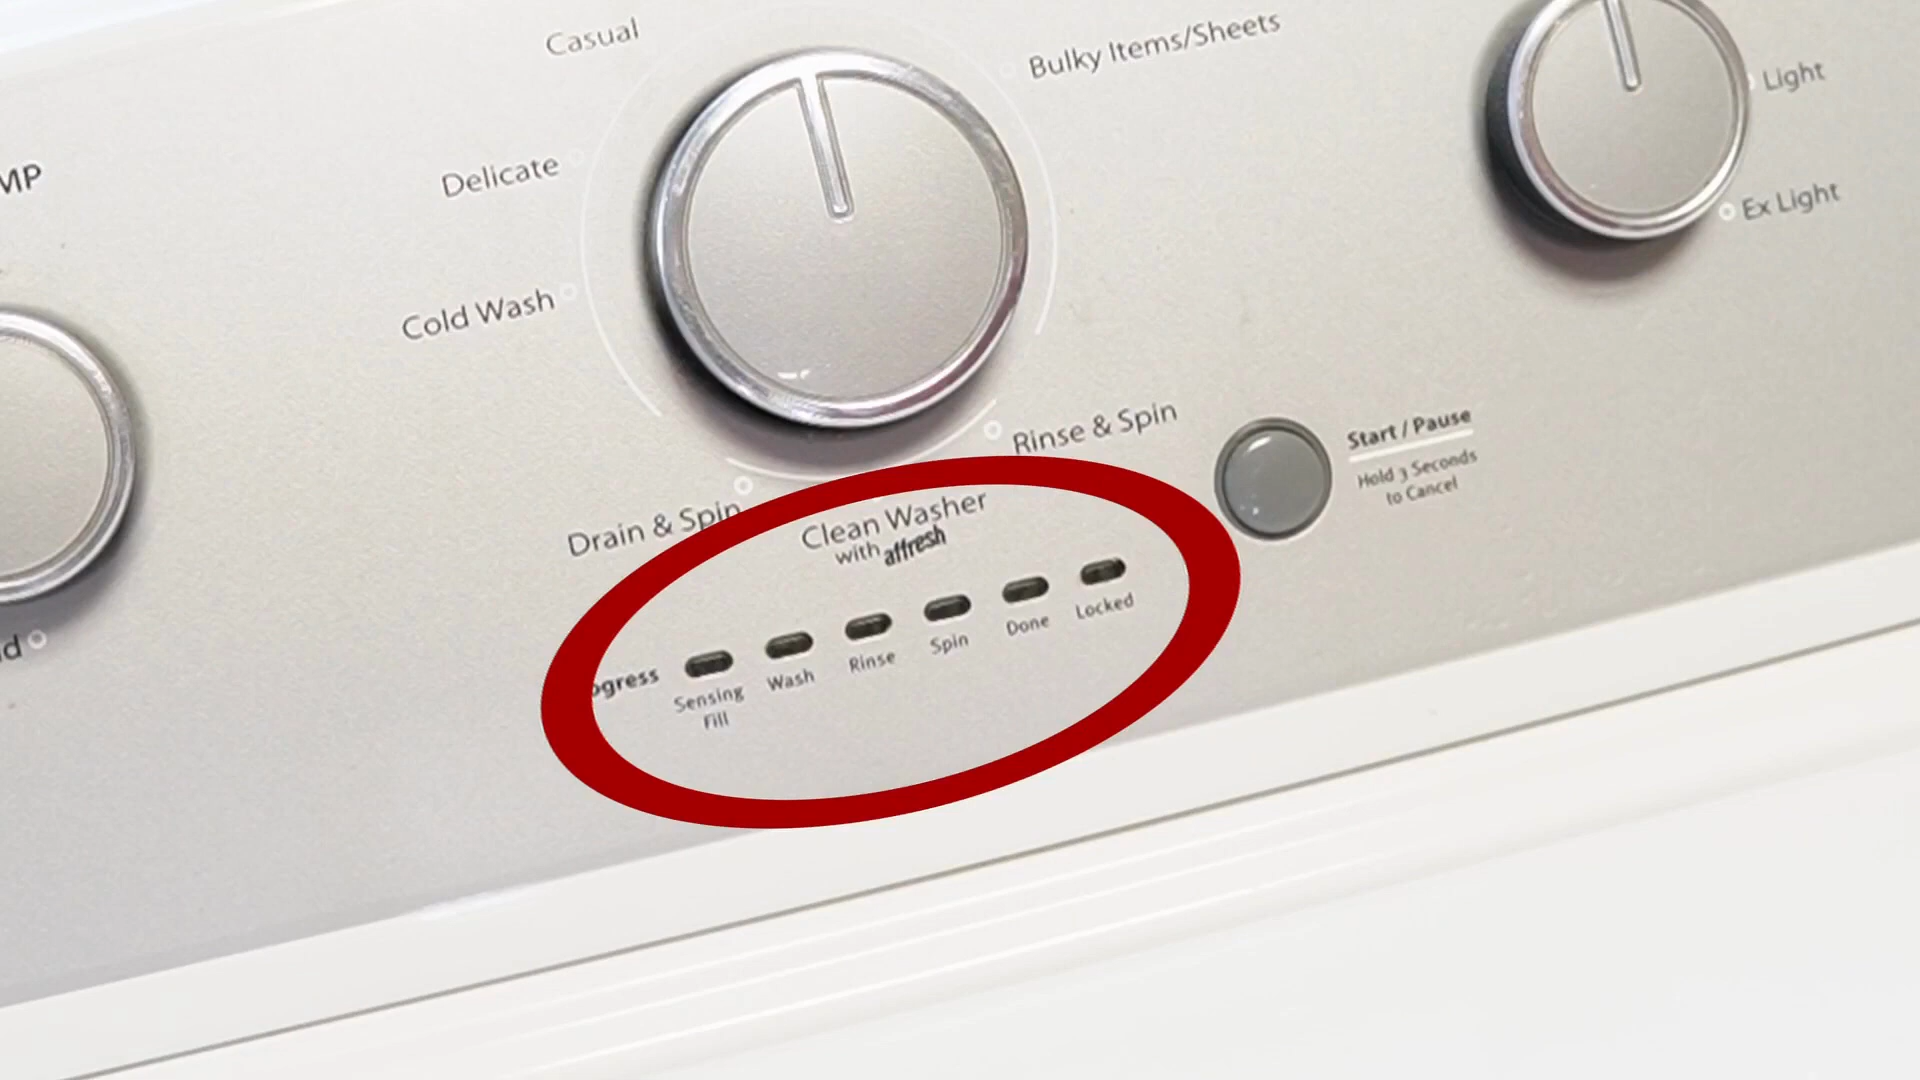 Casual
Bulky Items/Sheets
Light
MP
Delicate
Ex Light
Cold Wash
Rinse & Spin
Start / Pause
Hold 3 Seconds
to Cancel
Drain & Spin
Clean Washer
with affresh
ogress
Sensing
Fill
Wash
Rinse
Spin
Done
Locked
d